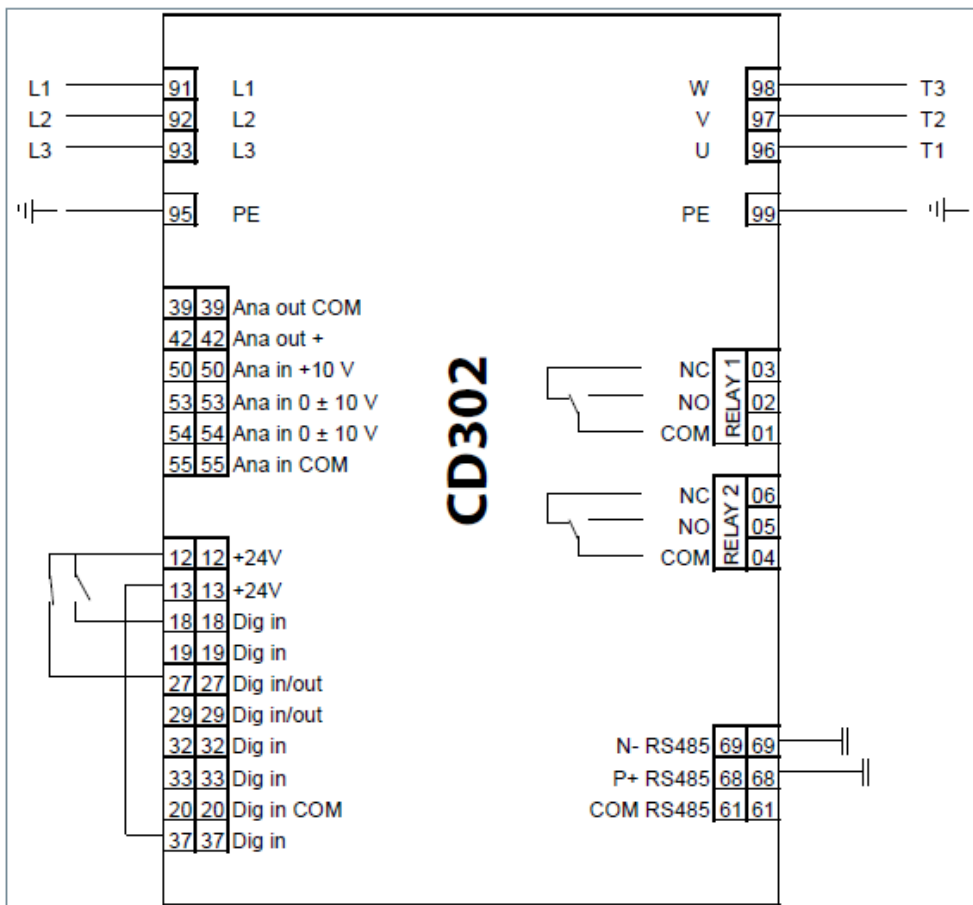 L1 91 L1 W 98 T3
L2 92 L2 V 97 T2
L3 93 L3 U 96 T1
95 PE PE 99
39 39 Ana out COM
42 42 Ana out +
50 50 Ana in +10 V
53 53 Ana in 0 ± 10 V
54 54 Ana in 0 ± 10 V
55 55 Ana in COM
CD302
NC 03
NO 02
COM 01
RELAY 1
NC 06
NO 05
COM 04
RELAY 2
12 12 +24V
13 13 +24V
18 18 Dig in
19 19 Dig in
27 27 Dig in/out
29 29 Dig in/out
32 32 Dig in
33 33 Dig in
20 20 Dig in COM
37 37 Dig in
N- RS485 69 69
P+ RS485 68 68
COM RS485 61 61